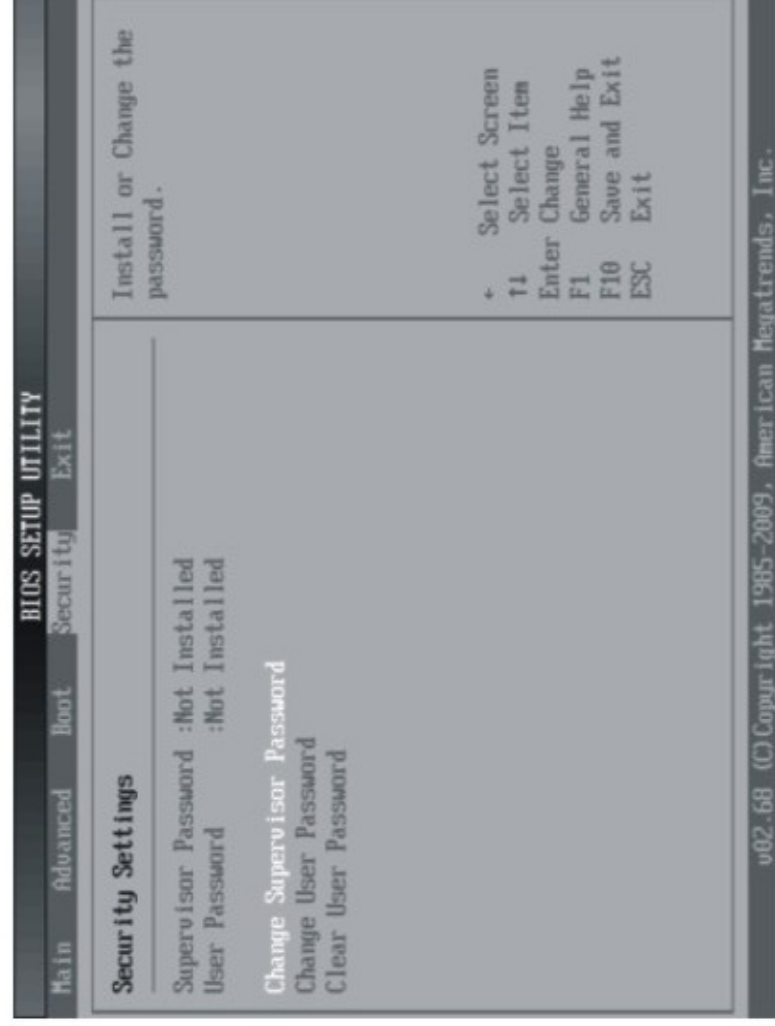 BIOS SETUP UTILITY
Main Advanced Boot Security Exit
Security Settings
Supervisor Password :Not Installed
User Password :Not Installed
Change Supervisor Password
Change User Password
Clear User Password
Install or Change the
password.
← Select Screen
↑↓ Select Item
Enter Change
F1 General Help
F10 Save and Exit
ESC Exit
v02.68 (C)Copyright 1985-2009, American Megatrends, Inc.